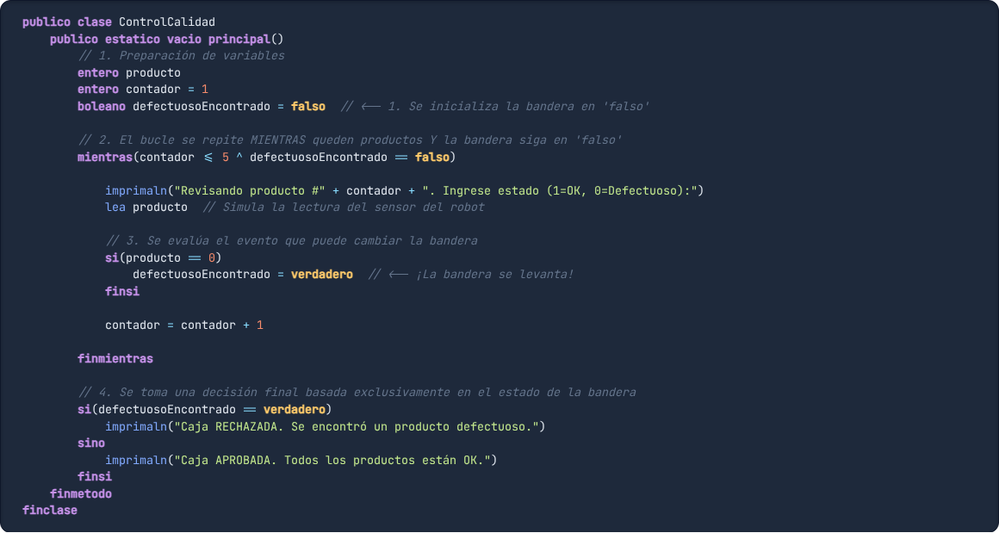 publico clase ControlCalidad
publico estatico vacio principal()
// 1. Preparación de variables
entero producto
entero contador = 1
boleano defectuosoEncontrado = falso // <-- 1. Se inicializa la bandera en 'falso'
// 2. El bucle se repite MIENTRAS queden productos Y la bandera siga en 'falso'
mientras(contador <= 5 ^ defectuosoEncontrado == falso)
imprimaln("Revisando producto #" + contador + ". Ingrese estado (1=OK, 0=Defectuoso):")
lea producto // Simula la lectura del sensor del robot
// 3. Se evalúa el evento que puede cambiar la bandera
si(producto == 0)
defectuosoEncontrado = verdadero // <-- ¡La bandera se levanta!
finsi
contador = contador + 1
finmientras
// 4. Se toma una decisión final basada exclusivamente en el estado de la bandera
si(defectuosoEncontrado == verdadero)
imprimaln("Caja RECHAZADA. Se encontró un producto defectuoso.")
sino
imprimaln("Caja APROBADA. Todos los productos están OK.")
finsi
finmetodo
finclase